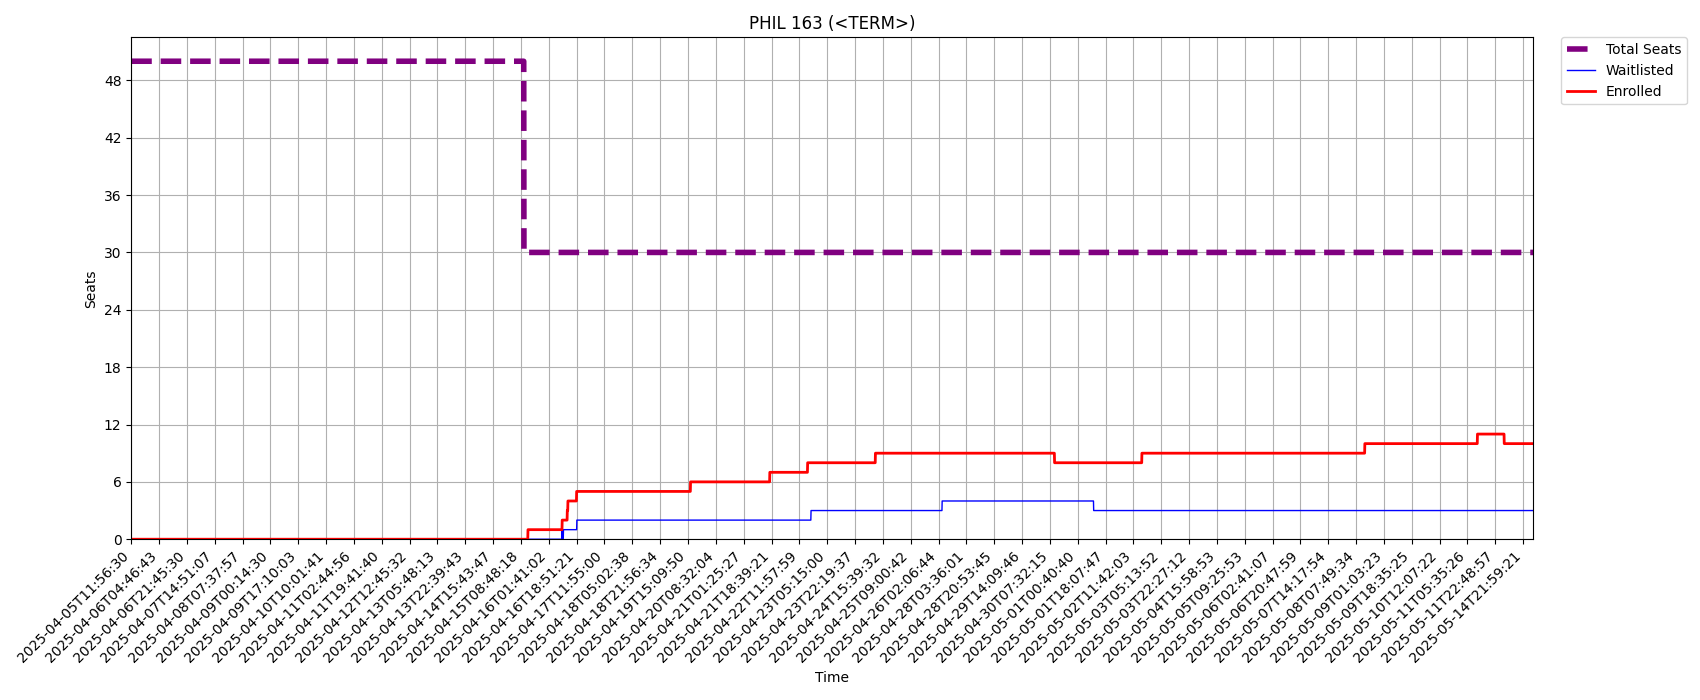 PHIL 163 (<TERM>)
Total Seats
Waitlisted
Enrolled
48
42
36
30
24
18
12
6
0
Seats
2025-04-05T11:56:30
2025-04-06T04:46:43
2025-04-06T21:45:30
2025-04-07T14:51:07
2025-04-08T07:37:57
2025-04-09T00:14:30
2025-04-09T17:10:03
2025-04-10T10:01:41
2025-04-11T02:44:56
2025-04-11T19:41:40
2025-04-12T12:45:32
2025-04-13T05:48:13
2025-04-13T22:39:43
2025-04-14T15:43:47
2025-04-15T08:48:18
2025-04-16T01:41:02
2025-04-16T18:51:21
2025-04-17T11:55:00
2025-04-18T05:02:38
2025-04-18T21:56:34
2025-04-19T15:09:50
2025-04-20T08:32:04
2025-04-21T01:25:27
2025-04-21T18:39:21
2025-04-22T11:57:59
2025-04-23T05:15:00
2025-04-23T22:19:37
2025-04-24T15:39:32
2025-04-25T09:00:42
2025-04-26T02:06:44
2025-04-28T03:36:01
2025-04-28T20:53:45
2025-04-29T14:09:46
2025-04-30T07:32:15
2025-05-01T00:40:40
2025-05-01T18:07:47
2025-05-02T11:42:03
2025-05-03T05:13:52
2025-05-03T22:27:12
2025-05-04T15:58:53
2025-05-05T09:25:53
2025-05-06T02:41:07
2025-05-06T20:47:59
2025-05-07T14:17:54
2025-05-08T07:49:34
2025-05-09T01:03:23
2025-05-09T18:35:25
2025-05-10T12:07:22
2025-05-11T05:35:26
2025-05-11T22:48:57
2025-05-14T21:59:21
Time